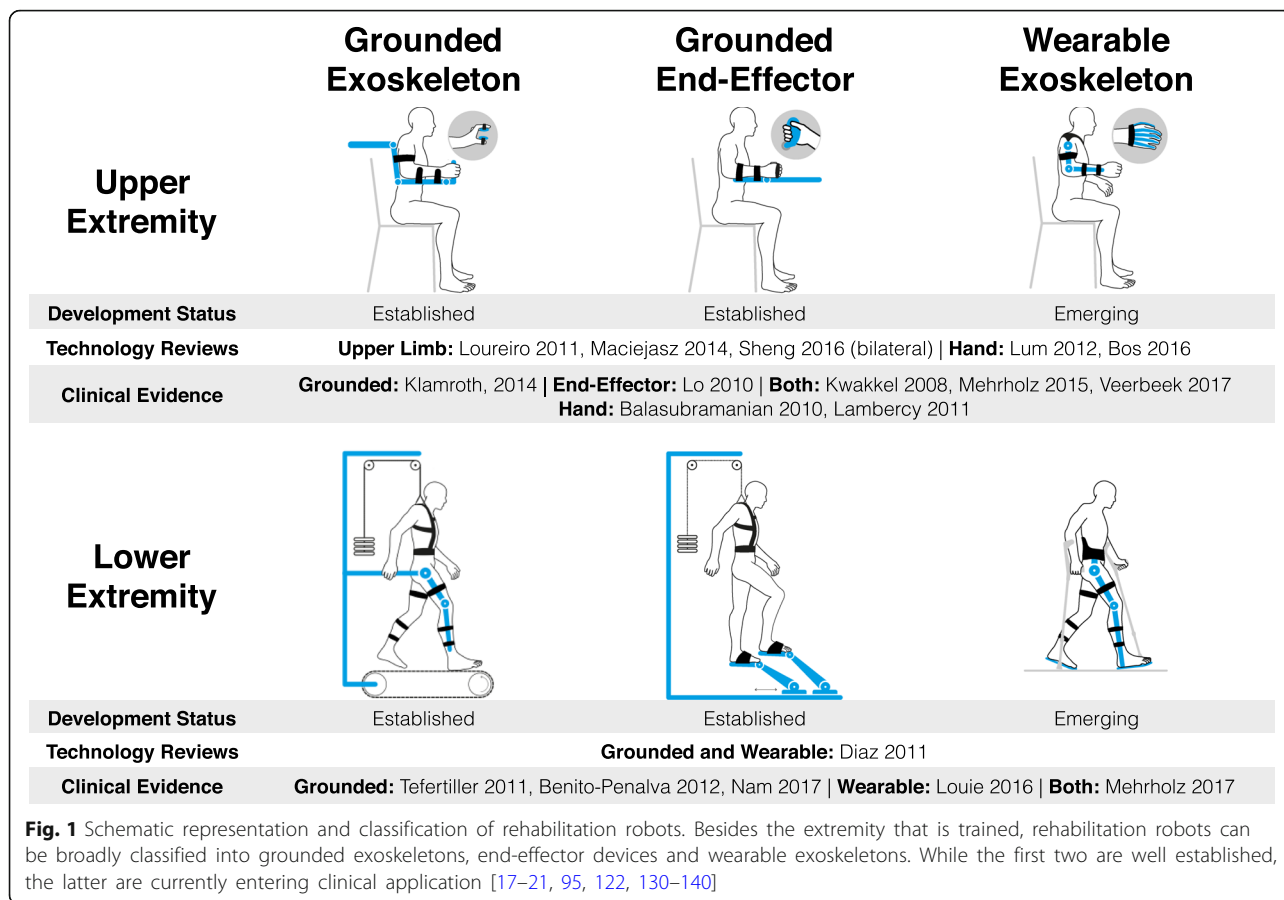 Grounded Exoskeleton
Grounded End-Effector
Wearable Exoskeleton
Upper Extremity
Development Status Established Established Emerging
Technology Reviews Upper Limb: Loureiro 2011, Maciejasz 2014, Sheng 2016 (bilateral) | Hand: Lum 2012, Bos 2016
Clinical Evidence Grounded: Klamroth, 2014 | End-Effector: Lo 2010 | Both: Kwakkel 2008, Mehrholz 2015, Veerbeek 2017
Hand: Balasubramanian 2010, Lambercy 2011
Lower Extremity
Development Status Established Established Emerging
Technology Reviews Grounded and Wearable: Diaz 2011
Clinical Evidence Grounded: Tefertiller 2011, Benito-Penalva 2012, Nam 2017 | Wearable: Louie 2016 | Both: Mehrholz 2017
Fig. 1 Schematic representation and classification of rehabilitation robots. Besides the extremity that is trained, rehabilitation robots can
be broadly classified into grounded exoskeletons, end-effector devices and wearable exoskeletons. While the first two are well established,
the latter are currently entering clinical application [17–21, 95, 122, 130–140]